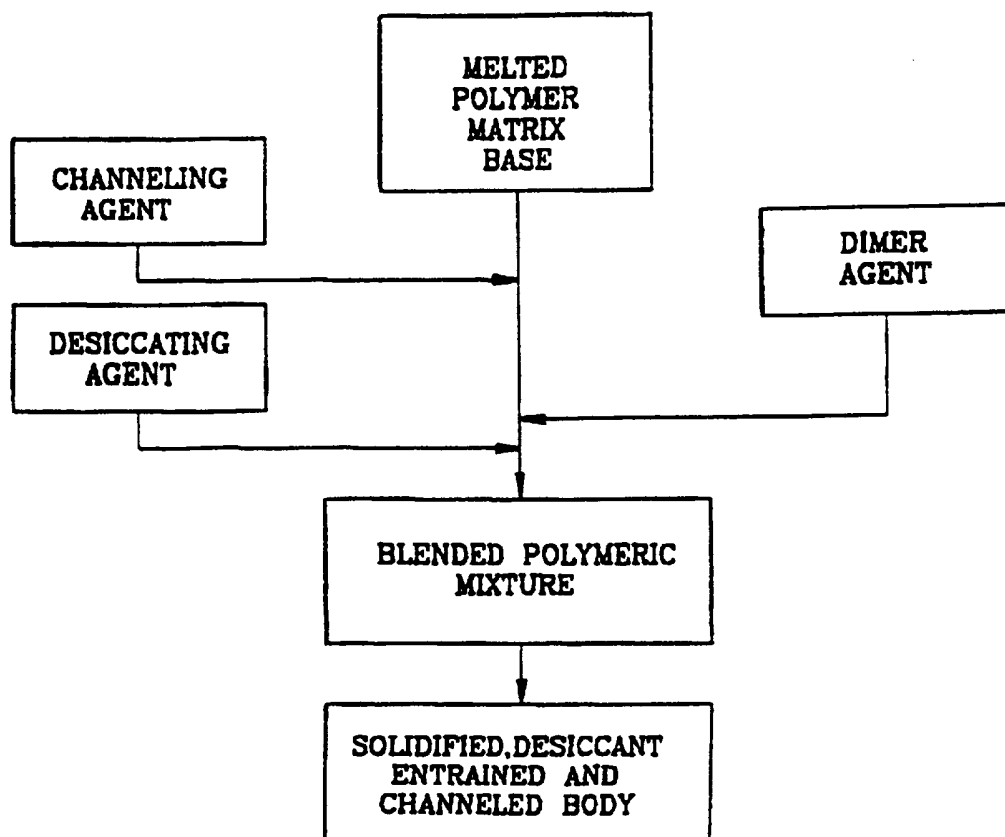 MELTED
POLYMER
MATRIX
BASE
CHANNELING
AGENT
DIMER
AGENT
DESICCATING
AGENT
BLENDED POLYMERIC
MIXTURE
SOLIDIFIED,DESICCANT
ENTRAINED AND
CHANNELED BODY